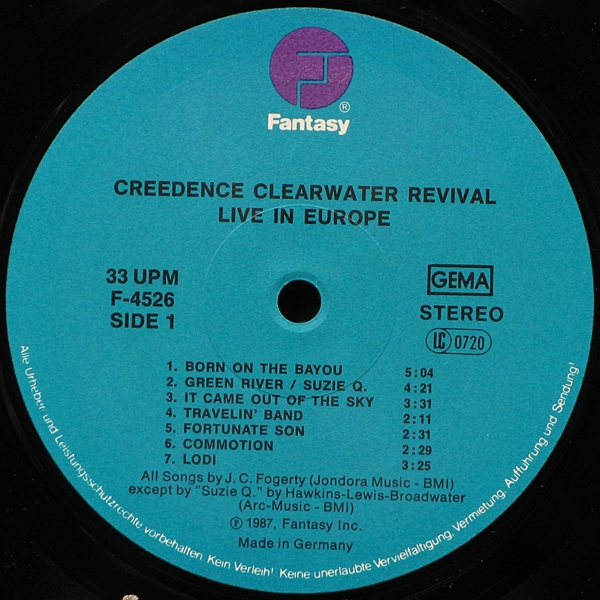 ®
Fantasy
CREEDENCE CLEARWATER REVIVAL
LIVE IN EUROPE
33 UPM
F-4526
SIDE 1
GEMA
STEREO
LC 0720
1. BORN ON THE BAYOU 5:04
2. GREEN RIVER / SUZIE Q. 4:21
3. IT CAME OUT OF THE SKY 3:31
4. TRAVELIN' BAND 2:11
5. FORTUNATE SON 2:31
6. COMMOTION 2:29
7. LODI 3:25
All Songs by J. C. Fogerty (Jondora Music - BMI)
except by "Suzie Q." by Hawkins-Lewis-Broadwater
(Arc-Music - BMI)
℗ 1987, Fantasy Inc.
Made in Germany
Alle Urheber und Leistungsschutzrechte vorbehalten Kein Verleih! Keine unerlaubte Vervielfältigung, Vermietung, Aufführung und Sendung!